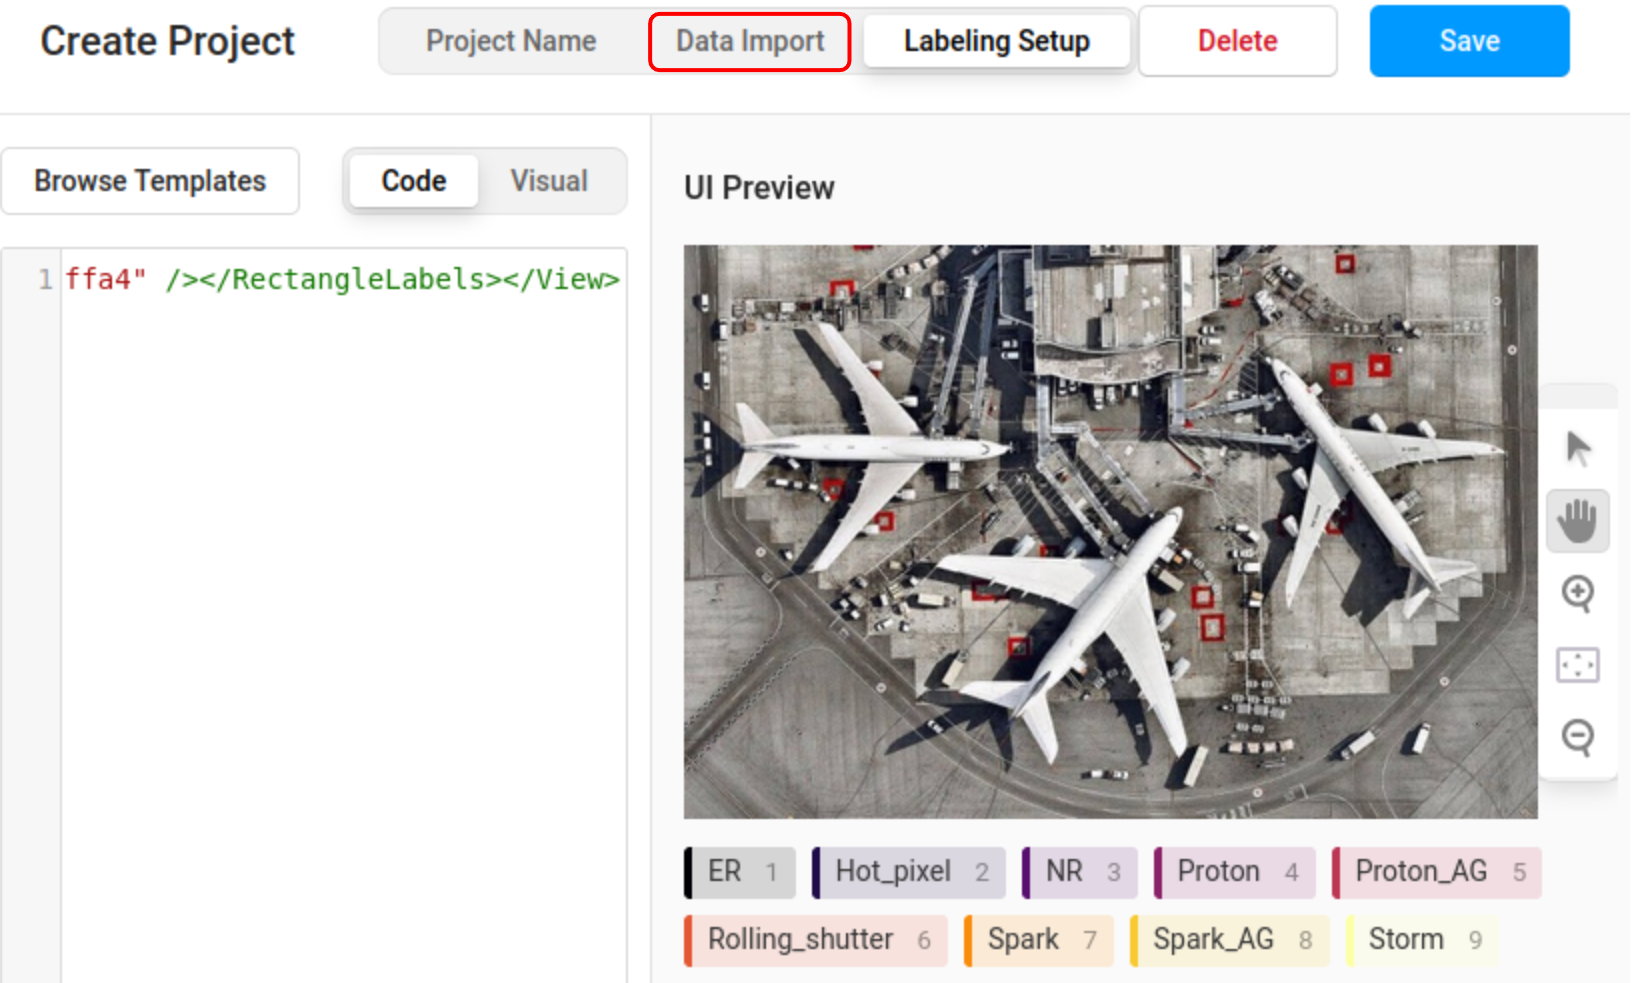 Create Project
Project Name Data Import Labeling Setup Delete Save
Browse Templates Code Visual
UI Preview
1 ffa4" /></RectangleLabels></View>
ER 1 Hot_pixel 2 NR 3 Proton 4 Proton_AG 5
Rolling_shutter 6 Spark 7 Spark_AG 8 Storm 9